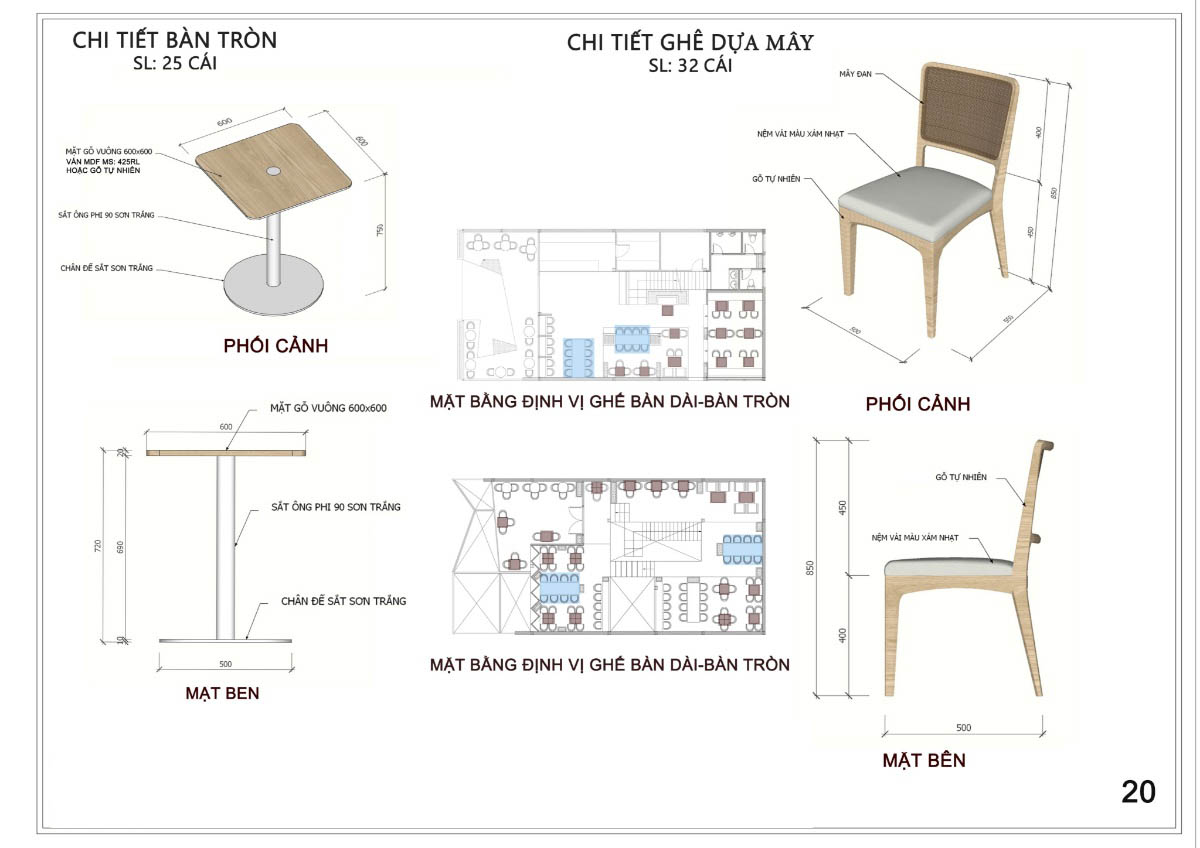 CHI TIẾT BÀN TRÒN
SL: 25 CÁI
600
600
MẶT GỖ VUÔNG 600x600
VÁN MDF MS: 425RL
HOẶC GỖ TỰ NHIÊN
SẮT ÔNG PHI 90 SƠN TRẮNG
750
CHÂN ĐẾ SẮT SƠN TRẮNG
PHỐI CẢNH
MẶT GỖ VUÔNG 600x600
600
20
SẮT ÔNG PHI 90 SƠN TRẮNG
720
690
CHÂN ĐẾ SẮT SƠN TRẮNG
10
500
MẠT BEN
MẶT BẰNG ĐỊNH VỊ GHẾ BÀN DÀI-BÀN TRÒN
MẶT BẰNG ĐỊNH VỊ GHẾ BÀN DÀI-BÀN TRÒN
CHI TIẾT GHÊ DỰA MÂY
SL: 32 CÁI
MÂY ĐAN
NỆM VẢI MÀU XÁM NHẠT
GỖ TỰ NHIÊN
400
850
450
500
PHỐI CẢNH
GỖ TỰ NHIÊN
450
NỆM VẢI MÀU XÁM NHẠT
850
400
500
MẶT BÊN
20